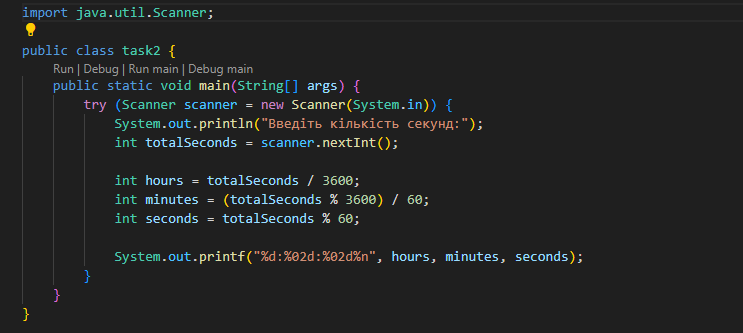 import java.util.Scanner;
public class task2 {
Run | Debug | Run main | Debug main
public static void main(String[] args) {
try (Scanner scanner = new Scanner(System.in)) {
System.out.println("Введіть кількість секунд:");
int totalSeconds = scanner.nextInt();
int hours = totalSeconds / 3600;
int minutes = (totalSeconds % 3600) / 60;
int seconds = totalSeconds % 60;
System.out.printf("%d:%02d:%02d%n", hours, minutes, seconds);
}
}
}